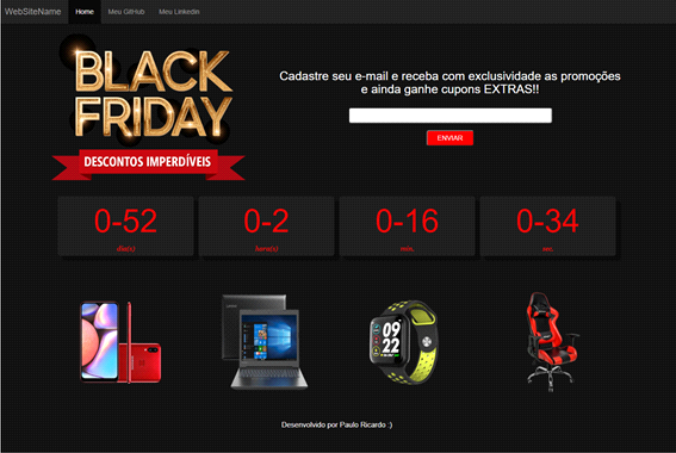 WebSiteName Home Meu GitHub Meu Linkedin
BLACK
FRIDAY
DESCONTOS IMPERDÍVEIS
Cadastre seu e-mail e receba com exclusividade as promoções
e ainda ganhe cupons EXTRAS!!
ENVIAR
0-52 0-2 0-16 0-34
dia(s) hora(s) min. sec.
09
22
Desenvolvido por Paulo Ricardo :)